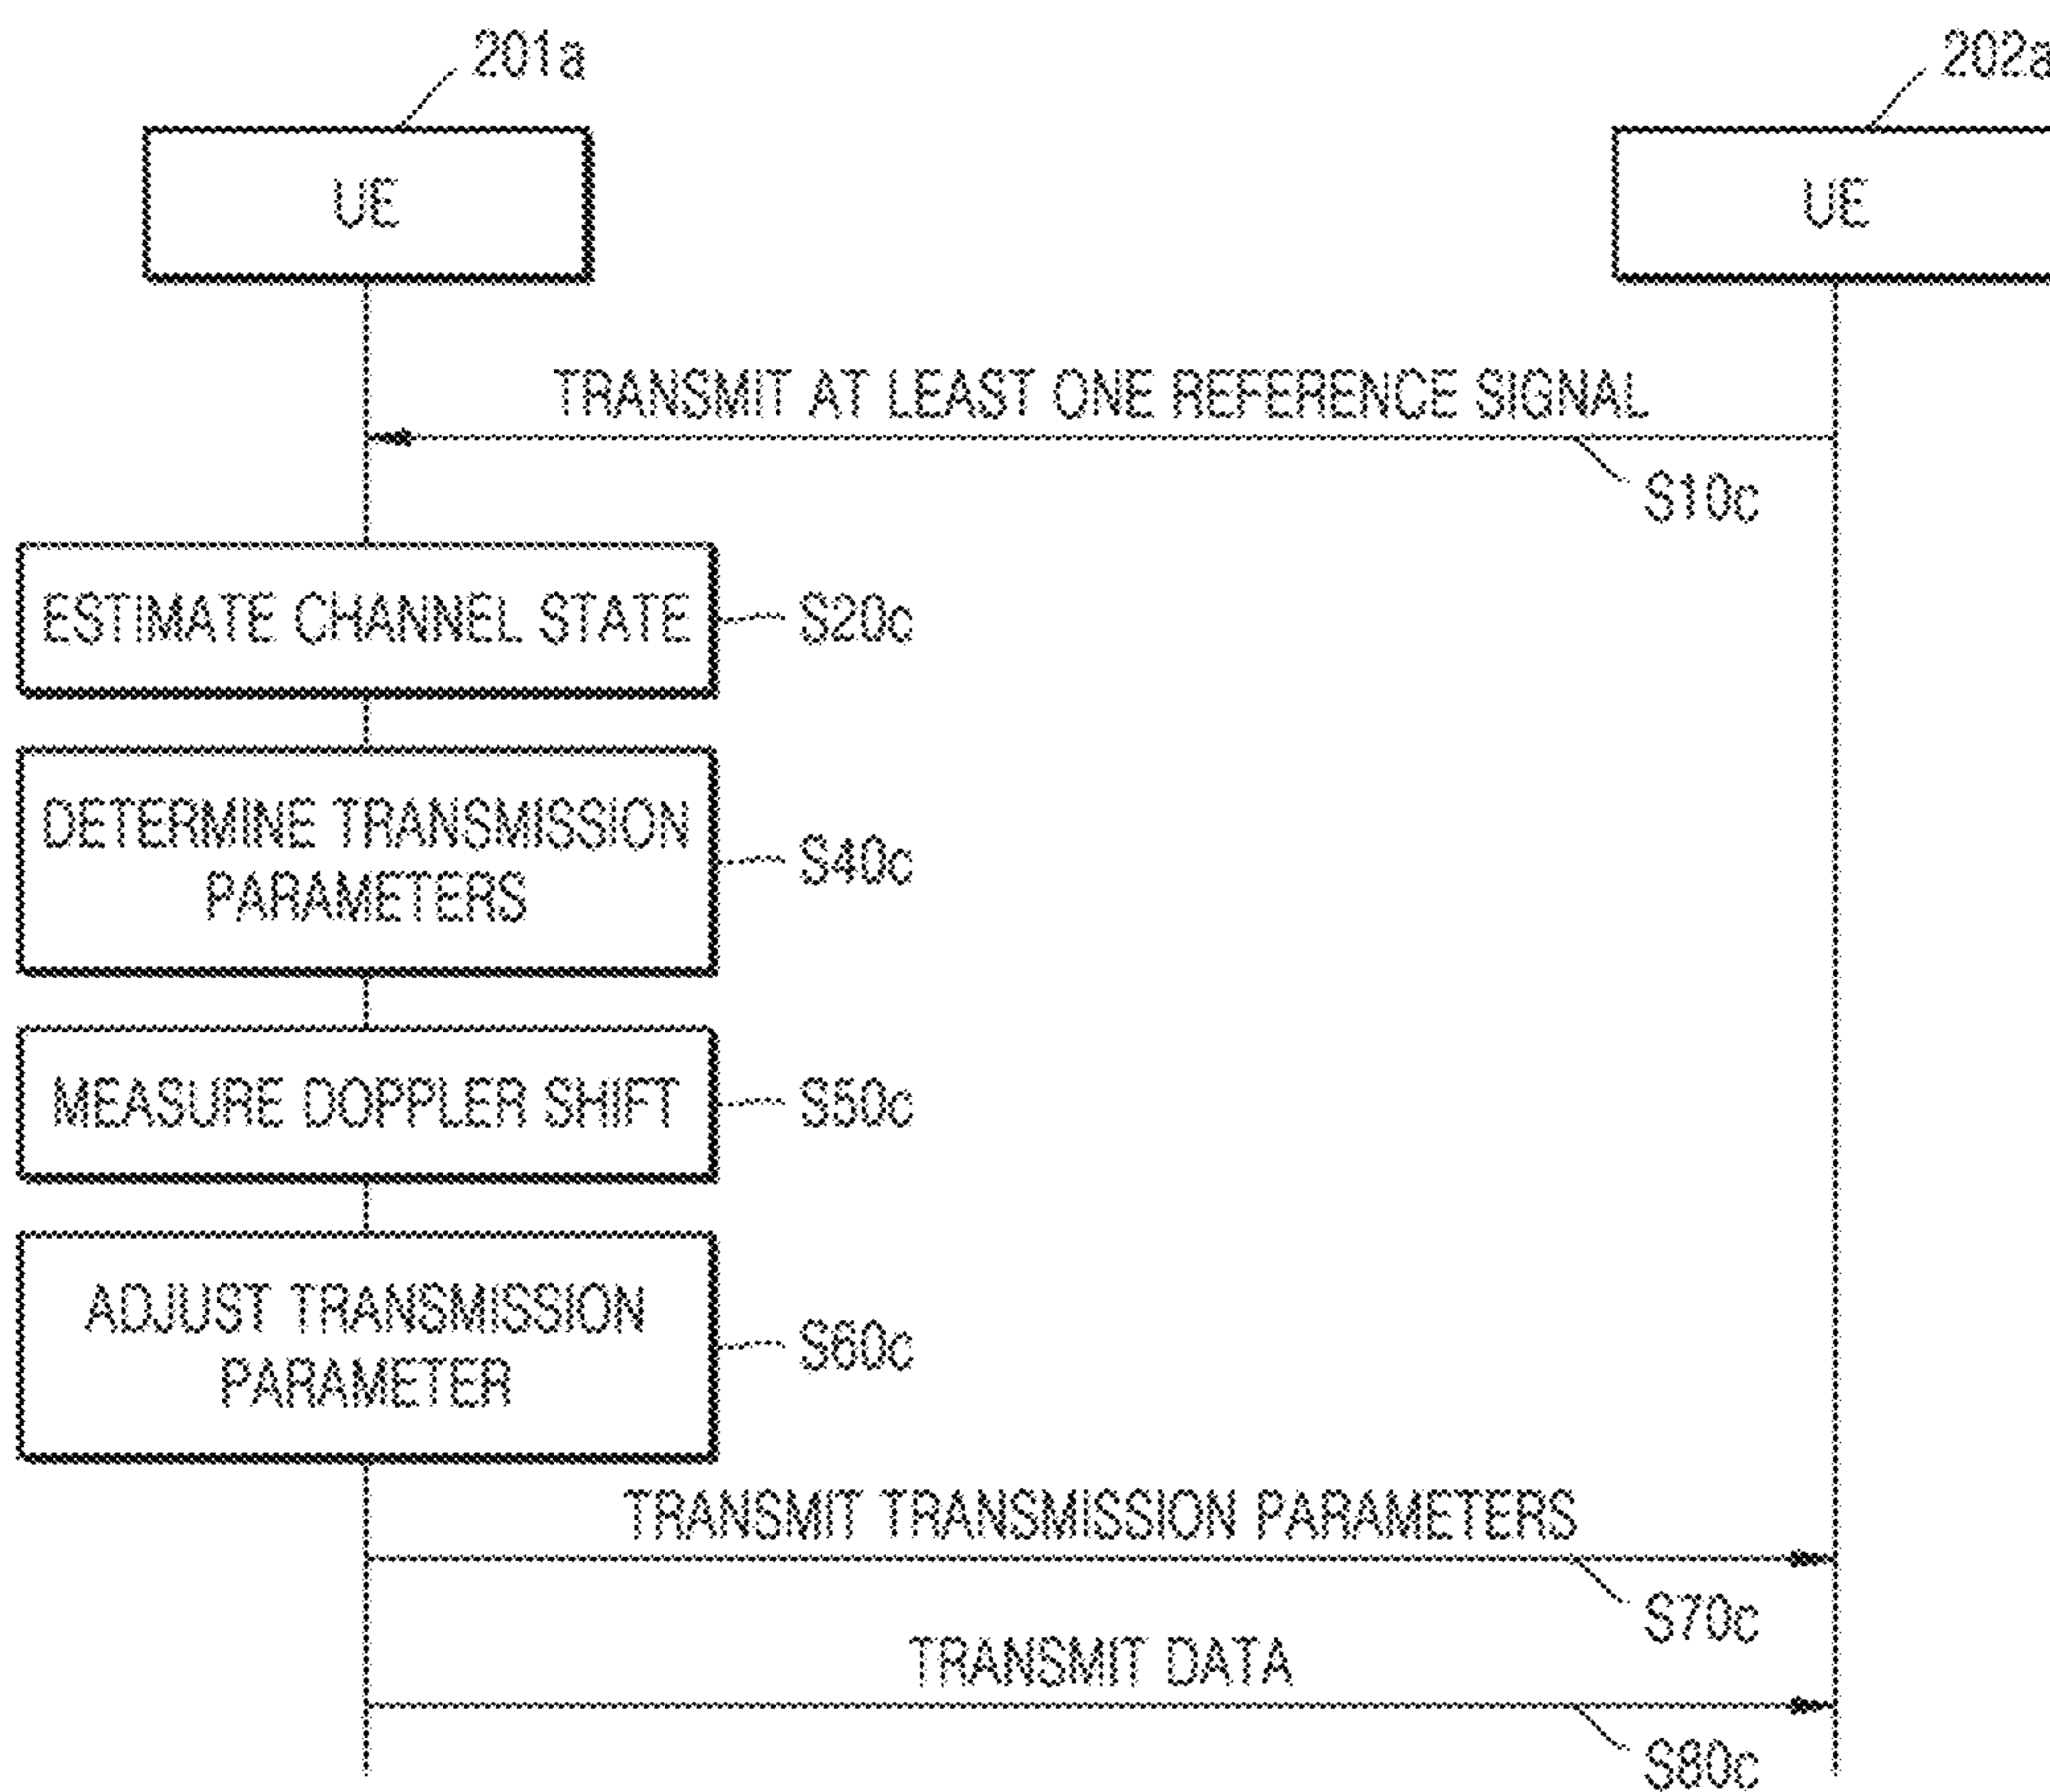 201a
202a
UE
UE
TRANSMIT AT LEAST ONE REFERENCE SIGNAL
S10c
ESTIMATE CHANNEL STATE
S20c
DETERMINE TRANSMISSION
PARAMETERS
S40c
MEASURE DOPPLER SHIFT
S50c
ADJUST TRANSMISSION
PARAMETER
S60c
TRANSMIT TRANSMISSION PARAMETERS
S70c
TRANSMIT DATA
S80c